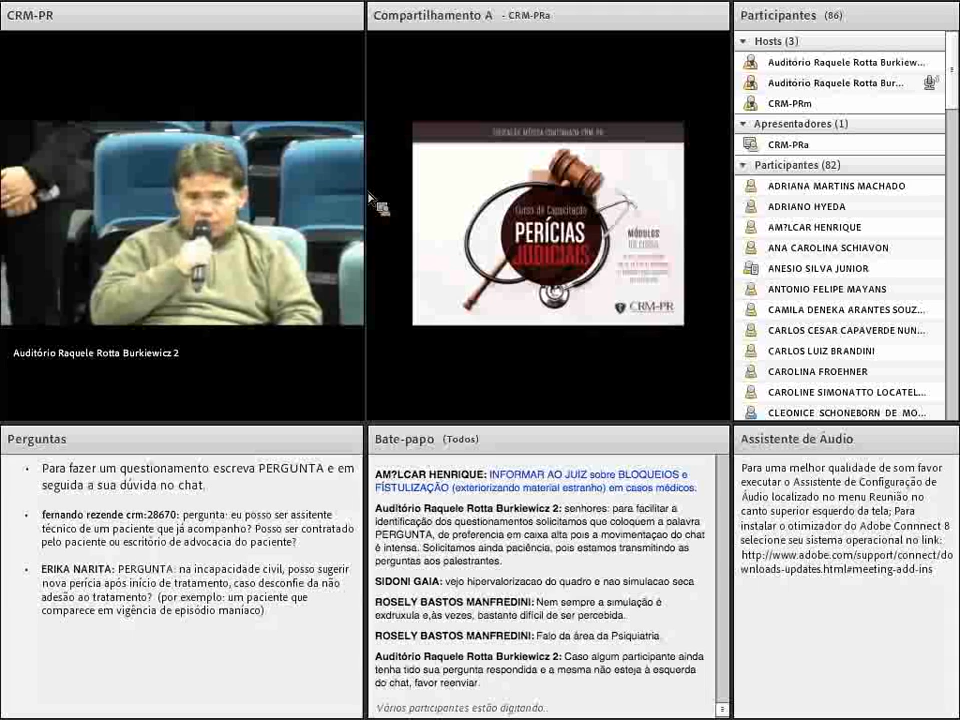 CRM-PR
Auditório Raquele Rotta Burkiewicz 2
Compartilhamento A - CRM-PRa
EDUCAÇÃO MÉDICA CONTINUADA CRM-PR
Curso de Capacitação
PERÍCIAS
JUDICIAIS
MÓDULOS
CRM-PR
Participantes (86)
Hosts (3)
Auditório Raquele Rotta Burkiew...
Auditório Raquele Rotta Bur...
CRM-PRm
Apresentadores (1)
CRM-PRa
Participantes (82)
ADRIANA MARTINS MACHADO
ADRIANO HYEDA
AM?LCAR HENRIQUE
ANA CAROLINA SCHIAVON
ANESIO SILVA JUNIOR
ANTONIO FELIPE MAYANS
CAMILA DENEKA ARANTES SOUZ...
CARLOS CESAR CAPAVERDE NUN...
CARLOS LUIZ BRANDINI
CAROLINA FROEHNER
CAROLINE SIMONATTO LOCATEL...
CLEONICE SCHONEBORN DE MO...
Perguntas
Para fazer um questionamento escreva PERGUNTA e em
seguida a sua dúvida no chat.
fernando rezende crm:28670: pergunta: eu posso ser assitente
técnico de um paciente que já acompanho? Posso ser contratado
pelo paciente ou escritório de advocacia do paciente?
ERIKA NARITA: PERGUNTA: na incapacidade civil, posso sugerir
nova perícia após início de tratamento, caso desconfie da não
adesão ao tratamento? (por exemplo: um paciente que
comparece em vigência de episódio maníaco)
Bate-papo (Todos)
AM?LCAR HENRIQUE: INFORMAR AO JUIZ sobre BLOQUEIOS e
FÍSTULIZAÇÃO (exteriorizando material estranho) em casos médicos.
Auditório Raquele Rotta Burkiewicz 2: senhores: para facilitar a
identificação dos questionamentos solicitamos que coloquem a palavra
PERGUNTA, de preferencia em caixa alta pois a movimentaçao do chat
é intensa. Solicitamos ainda paciência, pois estamos transmitindo as
perguntas aos palestrantes.
SIDONI GAIA: vejo hipervalorizacao do quadro e nao simulacao seca
ROSELY BASTOS MANFREDINI: Nem sempre a simulação é
exdruxula e,às vezes, bastante difícil de ser percebida.
ROSELY BASTOS MANFREDINI: Falo da área da Psiquiatria
Auditório Raquele Rotta Burkiewicz 2: Caso algum participante ainda
tenha tido sua pergunta respondida e a mesma não esteja à esquerda
do chat, favor reenviar.
Vários participantes estão digitando..
Assistente de Áudio
Para uma melhor qualidade de som favor
executar o Assistente de Configuração de
Áudio localizado no menu Reunião no
canto superior esquerdo da tela; Para
instalar o otimizador do Adobe Connnect 8
selecione seu sistema operacional no link:
http://www.adobe.com/support/connect/do
wnloads-updates.html#meeting-add-ins